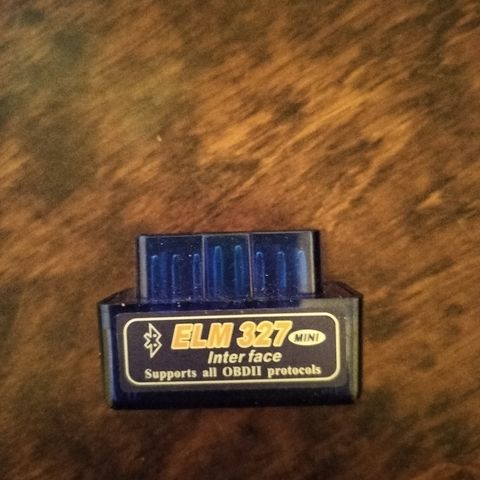 ELM 327 MINI
Inter face
Supports all OBDII protocols